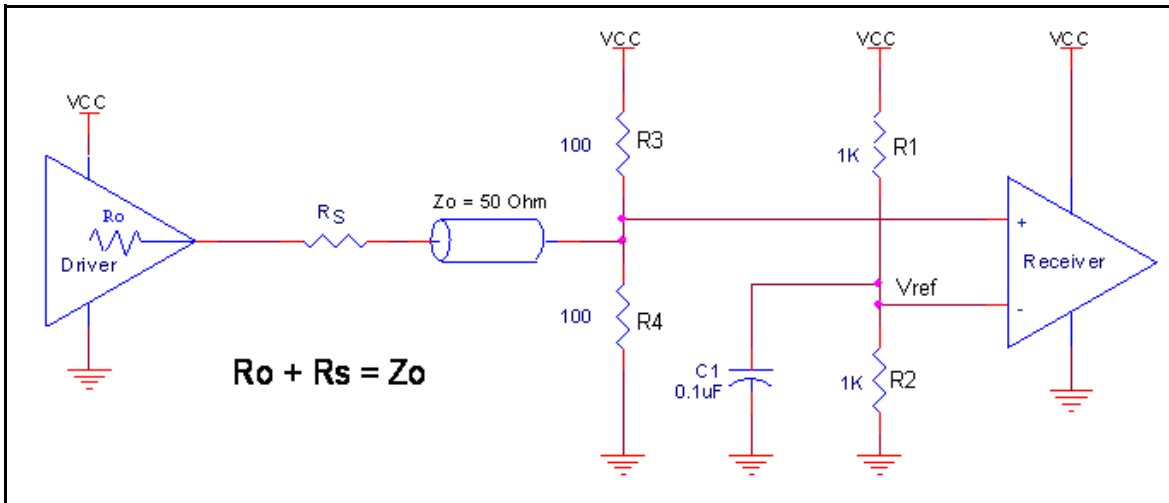 VCC
VCC
VCC
VCC
R3
100
R1
1K
Ro
Driver
RS
Zo = 50 Ohm
+
Receiver
Vref
-
R4
100
Ro + Rs = Zo
C1
0.1uF
R2
1K